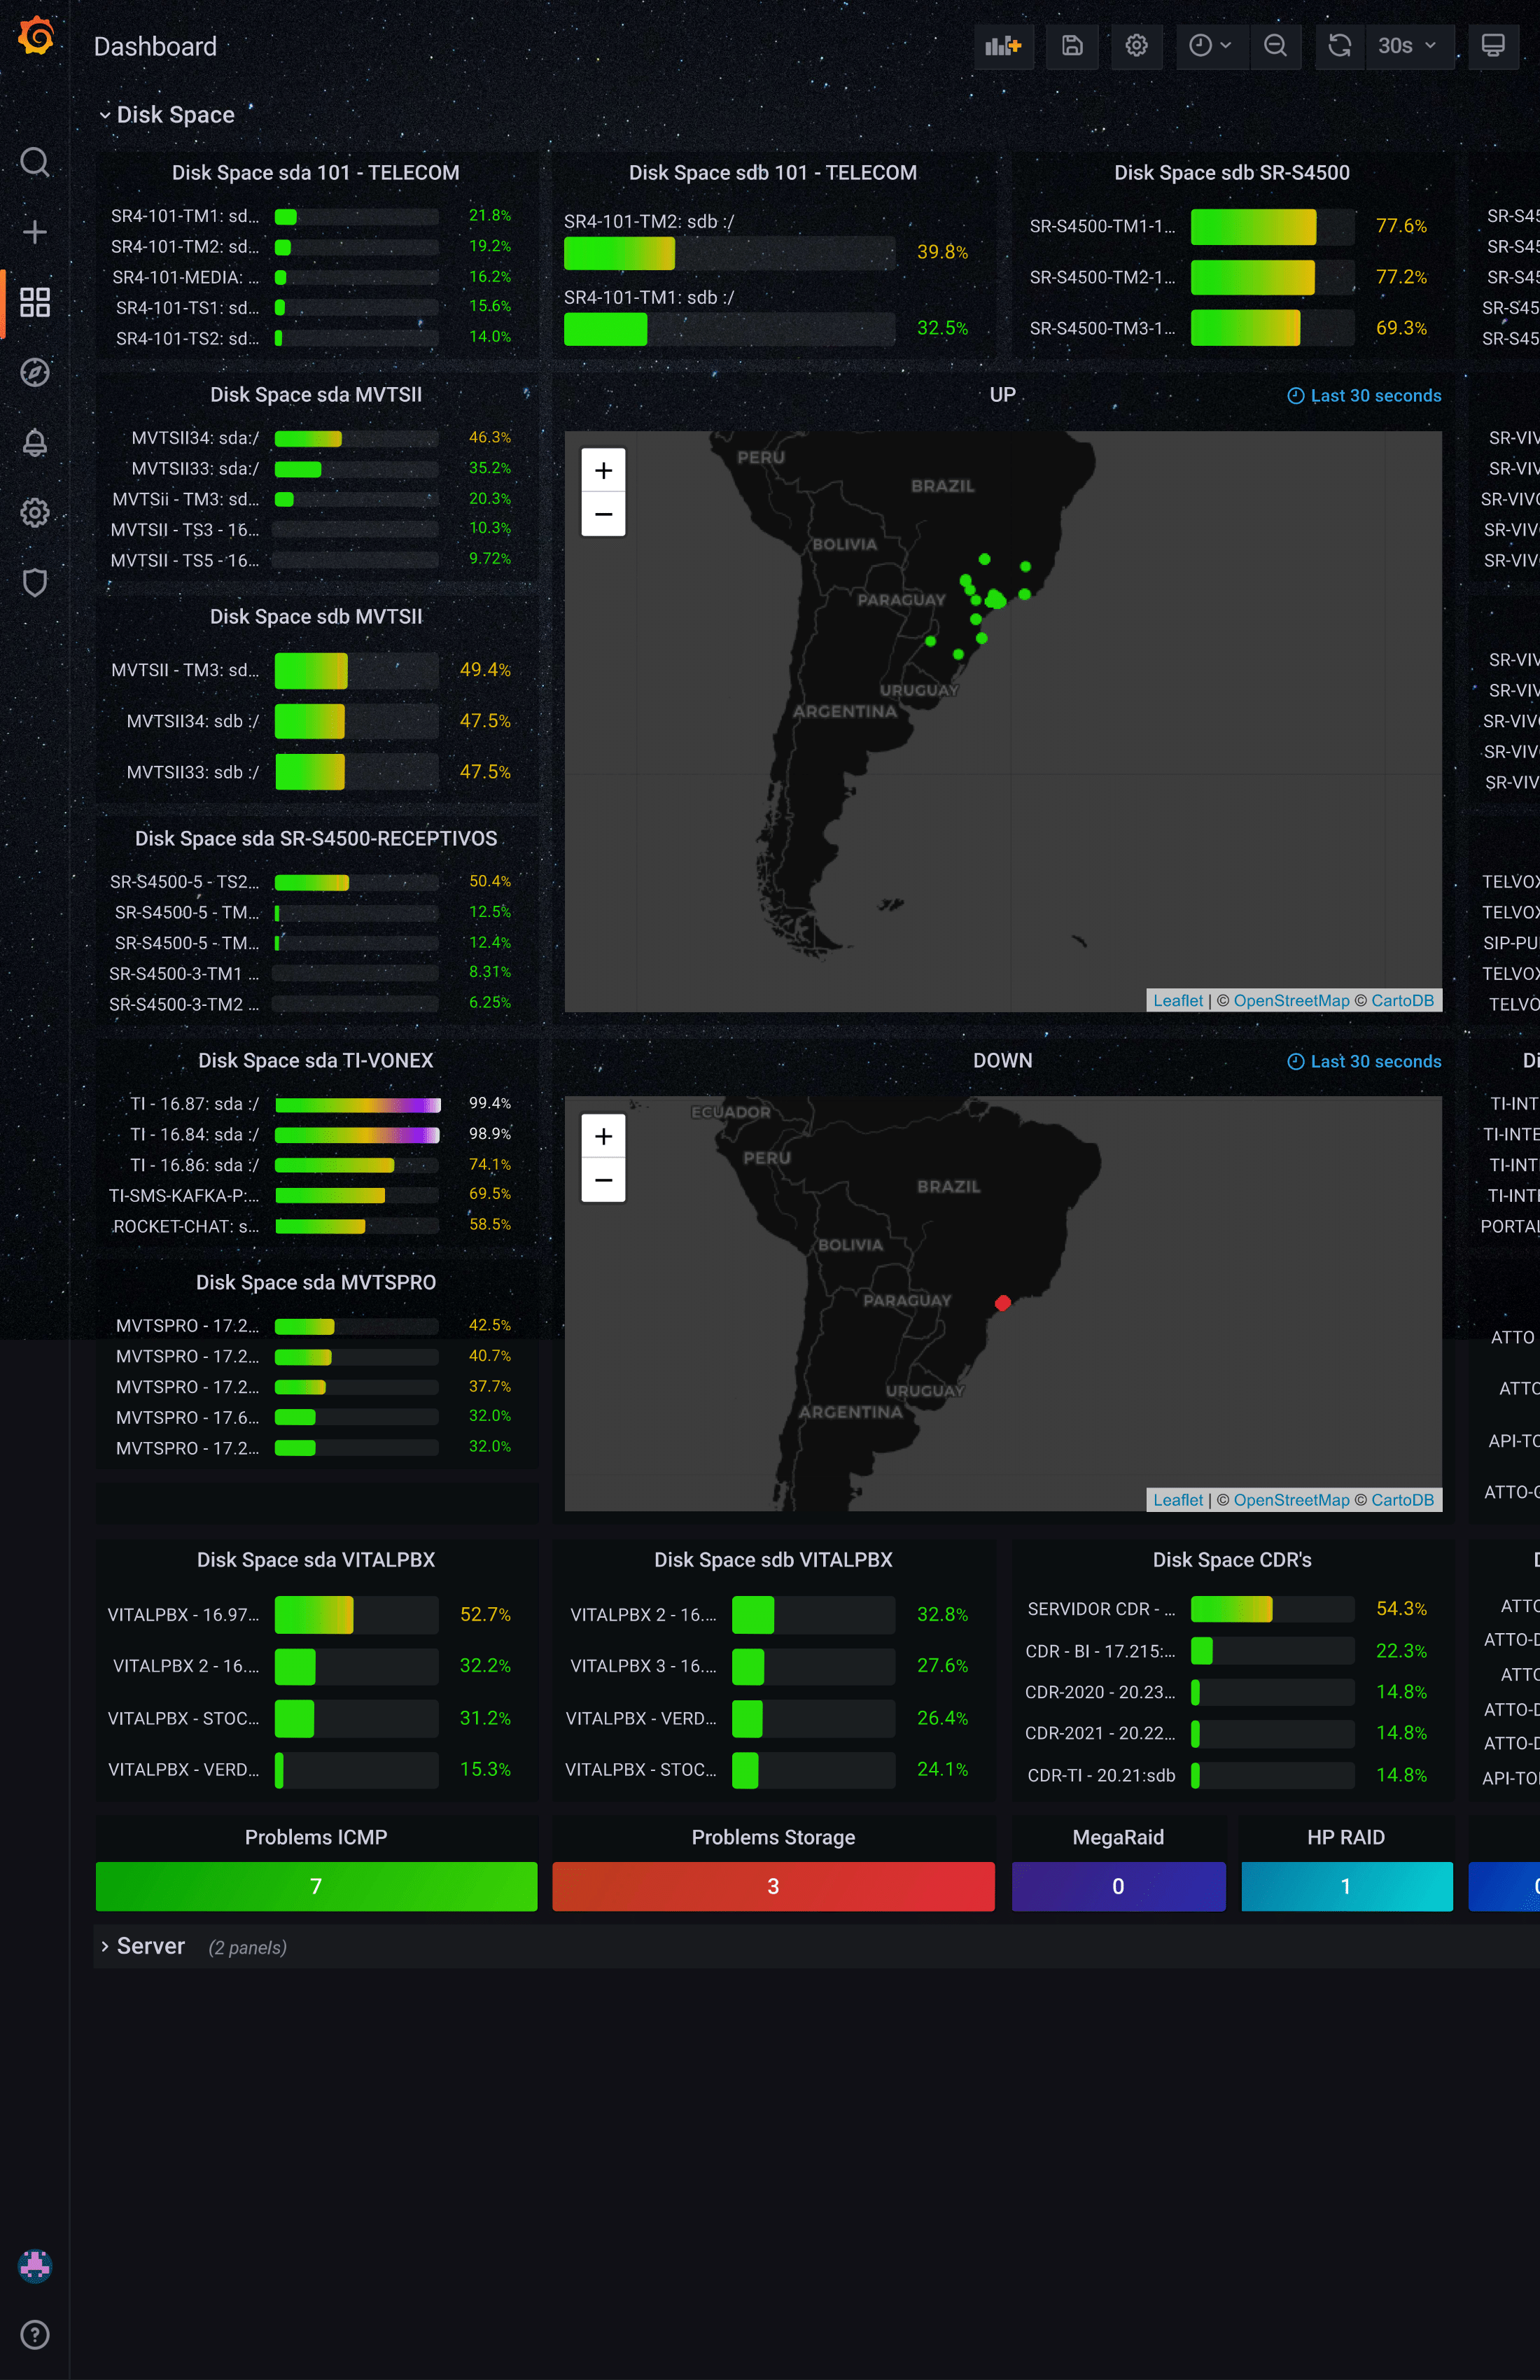 Dashboard
30s
Disk Space
Disk Space sda 101 - TELECOM
SR4-101-TM1: sd... 21.8%
SR4-101-TM2: sd... 19.2%
SR4-101-MEDIA: ... 16.2%
SR4-101-TS1: sd... 15.6%
SR4-101-TS2: sd... 14.0%
Disk Space sdb 101 - TELECOM
SR4-101-TM2: sdb :/
39.8%
SR4-101-TM1: sdb :/
32.5%
Disk Space sdb SR-S4500
SR-S4500-TM1-1... 77.6%
SR-S4500-TM2-1... 77.2%
SR-S4500-TM3-1... 69.3%
SR-S45
SR-S45
SR-S45
SR-S45
SR-S45
Disk Space sda MVTSII
MVTSII34: sda:/ 46.3%
MVTSII33: sda:/ 35.2%
MVTSii - TM3: sd... 20.3%
MVTSII - TS3 - 16... 10.3%
MVTSII - TS5 - 16... 9.72%
UP
Last 30 seconds
+
−
PERU
BRAZIL
BOLIVIA
PARAGUAY
URUGUAY
ARGENTINA
Leaflet | © OpenStreetMap © CartoDB
SR-VIV
SR-VIV
SR-VIVO
SR-VIV
SR-VIV
Disk Space sdb MVTSII
MVTSII - TM3: sd... 49.4%
MVTSII34: sdb :/ 47.5%
MVTSII33: sdb :/ 47.5%
SR-VIV
SR-VIV
SR-VIV
SR-VIV
SR-VIV
Disk Space sda SR-S4500-RECEPTIVOS
SR-S4500-5 - TS2... 50.4%
SR-S4500-5 - TM... 12.5%
SR-S4500-5 - TM... 12.4%
SR-S4500-3-TM1 ... 8.31%
SR-S4500-3-TM2 ... 6.25%
TELVOX
TELVOX
SIP-PU
TELVOX
TELVO
Disk Space sda TI-VONEX
TI - 16.87: sda :/ 99.4%
TI - 16.84: sda :/ 98.9%
TI - 16.86: sda :/ 74.1%
TI-SMS-KAFKA-P:... 69.5%
ROCKET-CHAT: s... 58.5%
DOWN
Last 30 seconds
+
−
ECUADOR
PERU
BRAZIL
BOLIVIA
PARAGUAY
URUGUAY
ARGENTINA
Leaflet | © OpenStreetMap © CartoDB
Di
TI-INT
TI-INTE
TI-INT
TI-INT
PORTAL
Disk Space sda MVTSPRO
MVTSPRO - 17.2... 42.5%
MVTSPRO - 17.2... 40.7%
MVTSPRO - 17.2... 37.7%
MVTSPRO - 17.6... 32.0%
MVTSPRO - 17.2... 32.0%
ATTO
ATTO
API-TO
ATTO-
Disk Space sda VITALPBX
VITALPBX - 16.97... 52.7%
VITALPBX 2 - 16.... 32.2%
VITALPBX - STOC... 31.2%
VITALPBX - VERD... 15.3%
Disk Space sdb VITALPBX
VITALPBX 2 - 16.... 32.8%
VITALPBX 3 - 16.... 27.6%
VITALPBX - VERD... 26.4%
VITALPBX - STOC... 24.1%
Disk Space CDR's
SERVIDOR CDR - ... 54.3%
CDR - BI - 17.215:... 22.3%
CDR-2020 - 20.23... 14.8%
CDR-2021 - 20.22... 14.8%
CDR-TI - 20.21:sdb 14.8%
ATTO
ATTO-D
ATTO
ATTO-D
ATTO-D
API-TO
Problems ICMP
7
Problems Storage
3
MegaRaid
0
HP RAID
1
Server (2 panels)